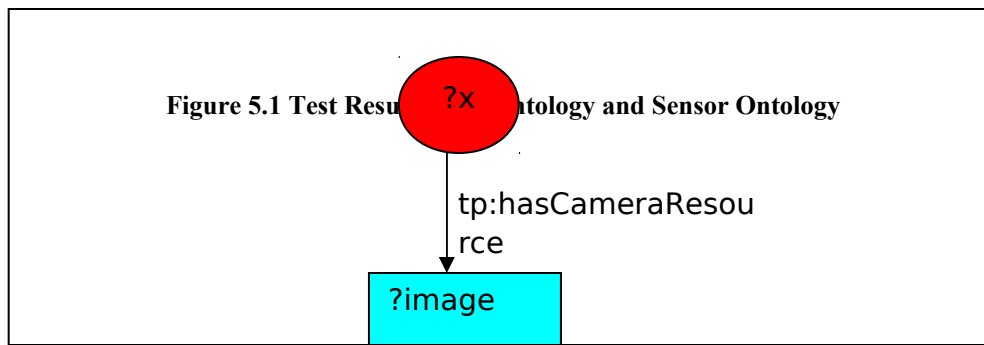 ?x
Figure 5.1 Test Resu ntology and Sensor Ontology
tp:hasCameraResou
rce
?image